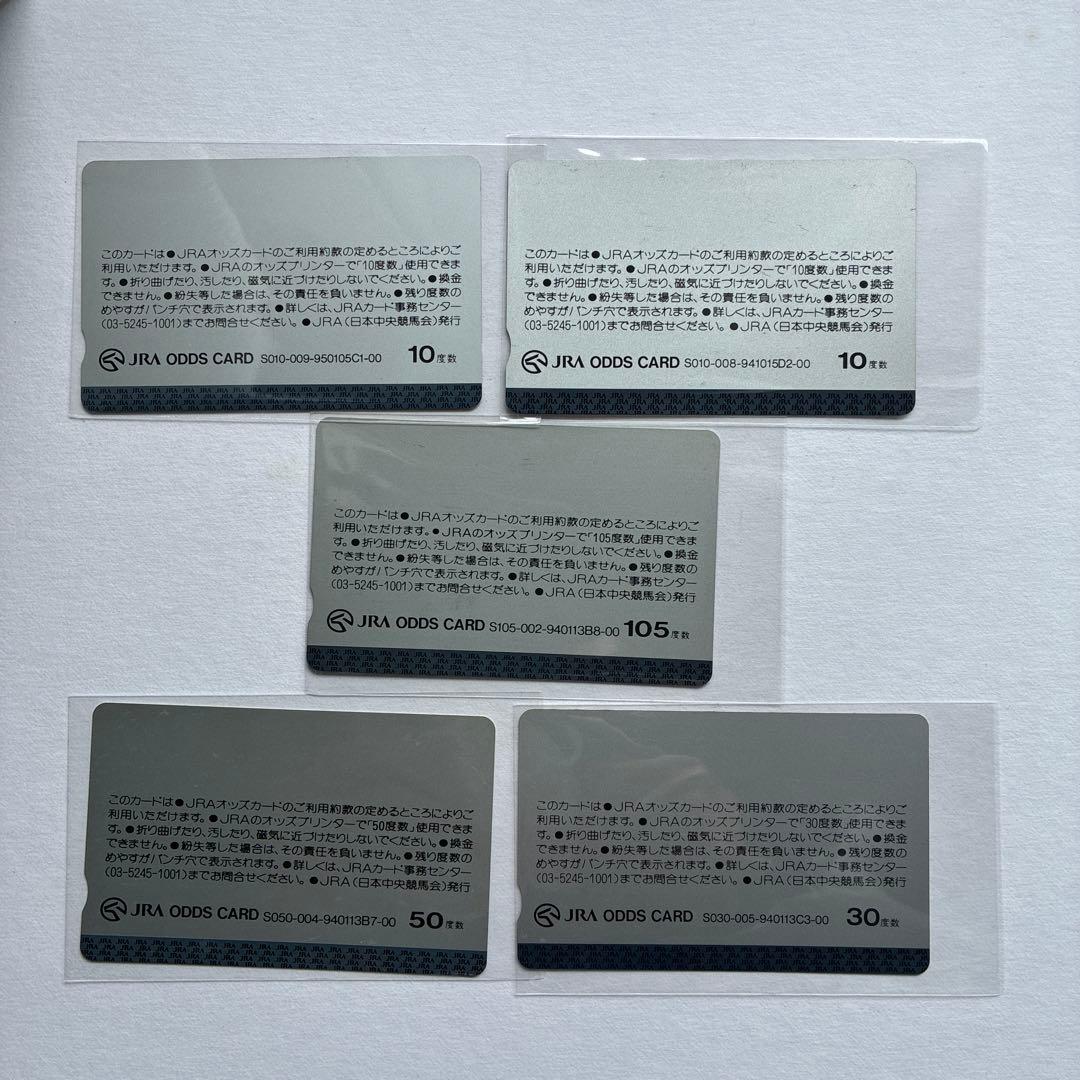 このカードは●JRAオッズカードのご利用約款の定めるところによりご
利用いただけます。●JRAのオッズプリンターで「10度数」使用できま
す。●折り曲げたり、汚したり、磁気に近づけたりしないでください。●換金
できません。●紛失等した場合は、その責任を負いません。●残り度数の
めやすがパンチ穴で表示されます。●詳しくは、JRAカード事務センター
(03-5245-1001)までお問合せください。●JRA(日本中央競馬会)発行
JRA ODDS CARD S010-009-950105C1-00 10度数
このカードは●JRAオッズカードのご利用約款の定めるところによりご
利用いただけます。●JRAのオッズプリンターで「10度数」使用できま
す。●折り曲げたり、汚したり、磁気に近づけたりしないでください。●換金
できません。●紛失等した場合は、その責任を負いません。●残り度数の
めやすがパンチ穴で表示されます。●詳しくは、JRAカード事務センター
(03-5245-1001)までお問合せください。●JRA(日本中央競馬会)発行
JRA ODDS CARD S010-008-941015D2-00 10度数
このカードは●JRAオッズカードのご利用約款の定めるところによりご
利用いただけます。●JRAのオッズプリンターで「105度数」使用できま
す。●折り曲げたり、汚したり、磁気に近づけたりしないでください。●換金
できません。●紛失等した場合は、その責任を負いません。●残り度数の
めやすがパンチ穴で表示されます。●詳しくは、JRAカード事務センター
(03-5245-1001)までお問合せください。●JRA(日本中央競馬会)発行
JRA ODDS CARD S105-002-940113B8-00 105度数
このカードは●JRAオッズカードのご利用約款の定めるところによりご
利用いただけます。●JRAのオッズプリンターで「50度数」使用できま
す。●折り曲げたり、汚したり、磁気に近づけたりしないでください。●換金
できません。●紛失等した場合は、その責任を負いません。●残り度数の
めやすがパンチ穴で表示されます。●詳しくは、JRAカード事務センター
(03-5245-1001)までお問合せください。●JRA(日本中央競馬会)発行
JRA ODDS CARD S050-004-940113B7-00 50度数
このカードは●JRAオッズカードのご利用約款の定めるところによりご
利用いただけます。●JRAのオッズプリンターで「30度数」使用できま
す。●折り曲げたり、汚したり、磁気に近づけたりしないでください。●換金
できません。●紛失等した場合は、その責任を負いません。●残り度数の
めやすがパンチ穴で表示されます。●詳しくは、JRAカード事務センター
(03-5245-1001)までお問合せください。●JRA(日本中央競馬会)発行
JRA ODDS CARD S030-005-940113C3-00 30度数